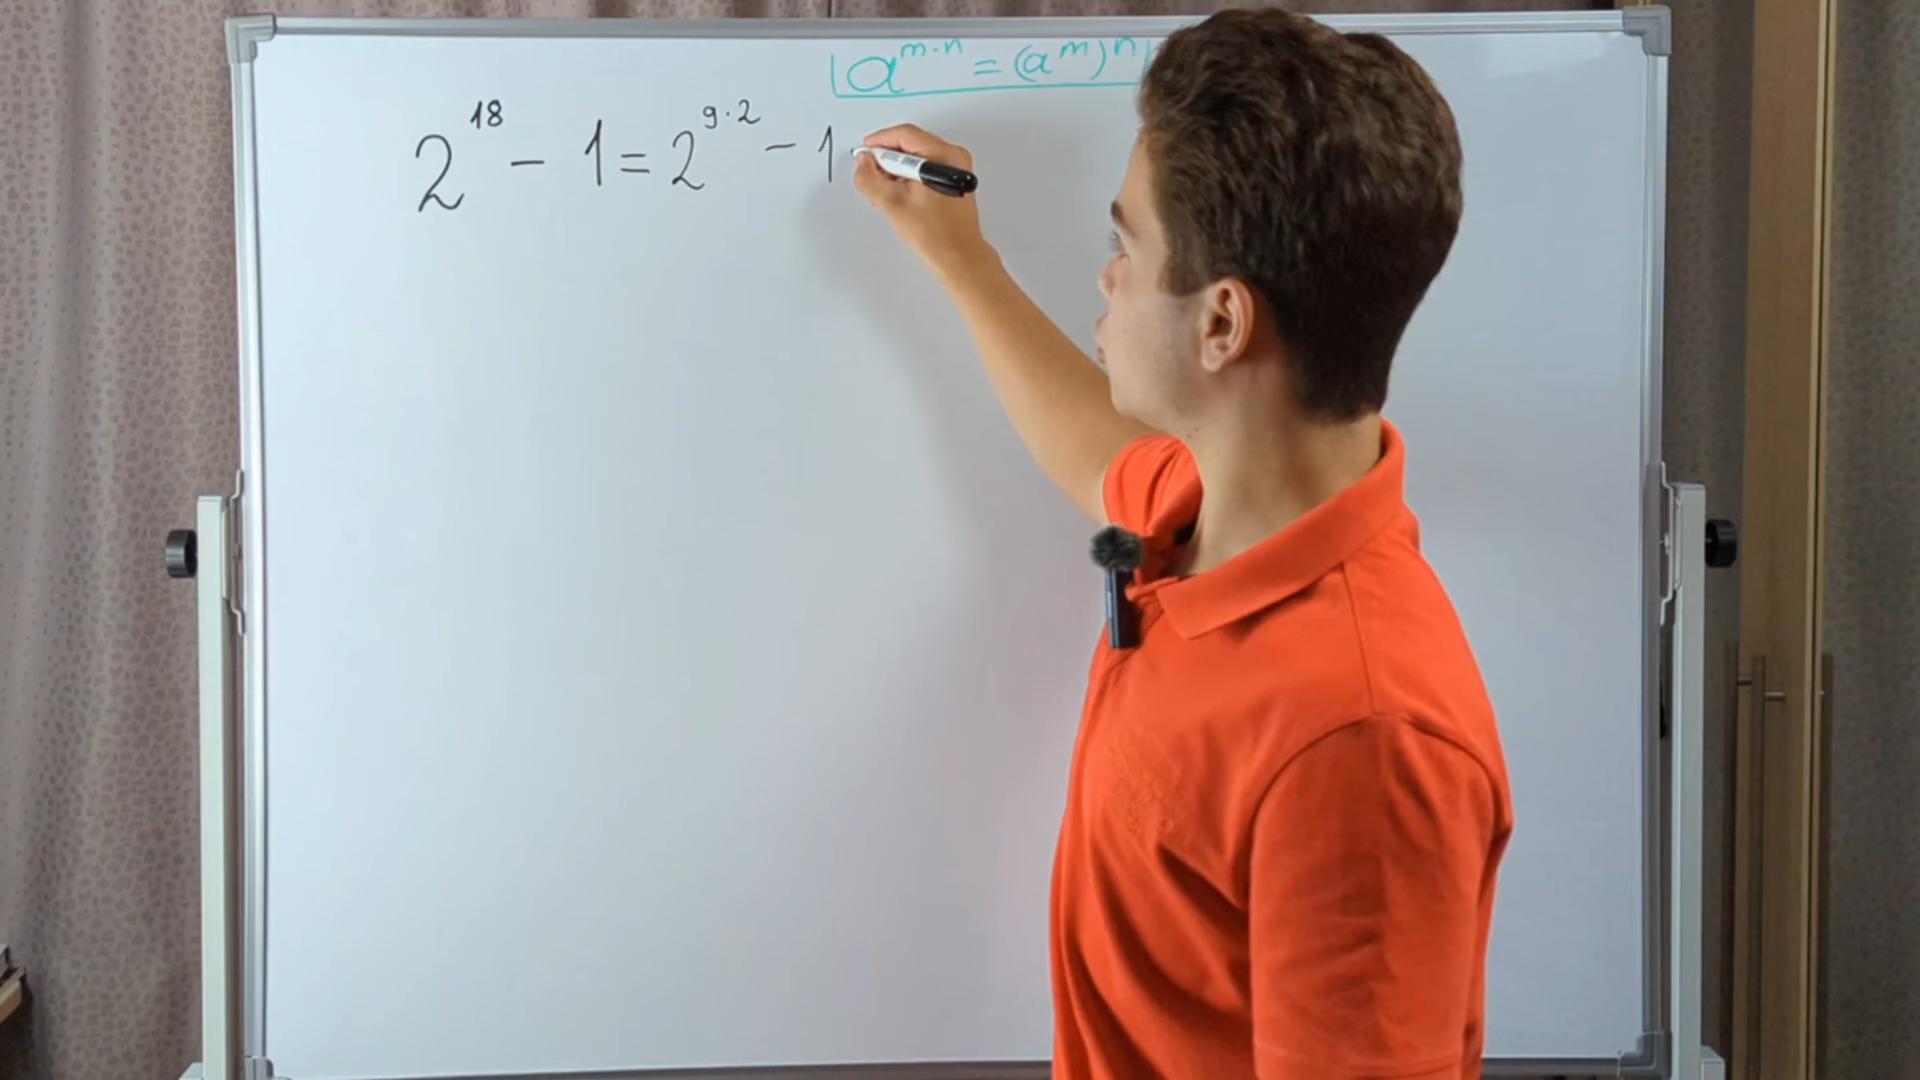 a^{m·n} = (a^m)^n
2^{18} - 1 = 2^{9·2} - 1